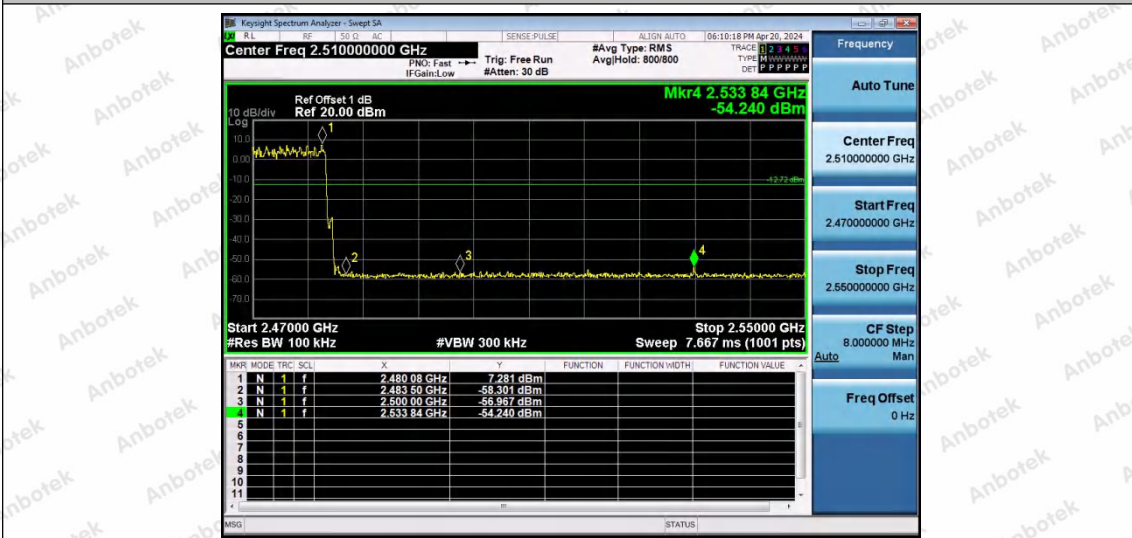 Keysight Spectrum Analyzer - Swept SA
LXI RL RF 50 Ω AC SENSE:PULSE ALIGN AUTO 06:10:18 PM Apr 20, 2024
Center Freq 2.510000000 GHz #Avg Type: RMS TRACE 1 2 3 4 5 6
PNO: Fast Trig: Free Run Avg|Hold: 800/800 TYPE M WWWWW
IFGain:Low #Atten: 30 dB DET P P P P P P
Mkr4 2.533 84 GHz
Ref Offset 1 dB
10 dB/div Ref 20.00 dBm -54.240 dBm
Log
10.0
0.00
-10.0
-12.72 dBm
-20.0
-30.0
-40.0
-50.0
-60.0
-70.0
1
2
3
4
Start 2.47000 GHz Stop 2.55000 GHz
#Res BW 100 kHz #VBW 300 kHz Sweep 7.667 ms (1001 pts)
MKR MODE TRC SCL X Y FUNCTION FUNCTION WIDTH FUNCTION VALUE
1 N 1 f 2.480 08 GHz 7.281 dBm
2 N 1 f 2.483 50 GHz -58.301 dBm
3 N 1 f 2.500 00 GHz -56.967 dBm
4 N 1 f 2.533 84 GHz -54.240 dBm
5
6
7
8
9
10
11
MSG STATUS
Frequency
Auto Tune
Center Freq
2.510000000 GHz
Start Freq
2.470000000 GHz
Stop Freq
2.550000000 GHz
CF Step
8.000000 MHz
Auto Man
Freq Offset
0 Hz
Anbotek